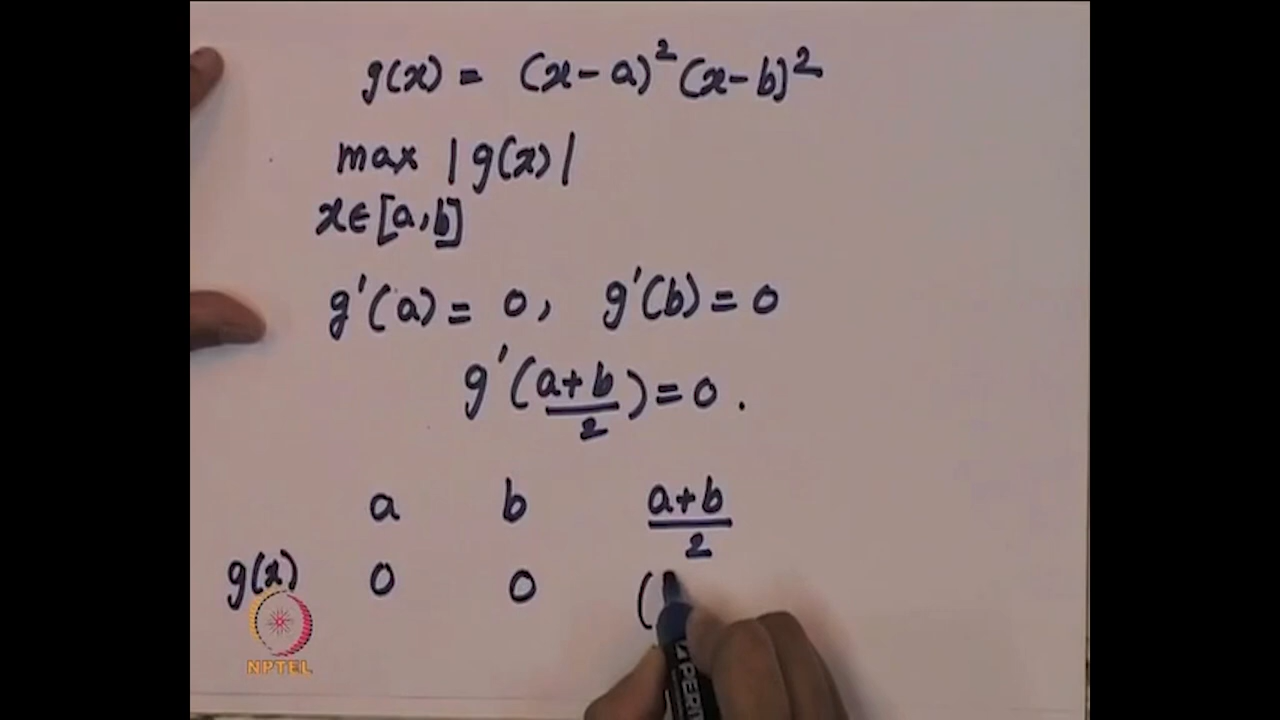 g(x) = (x-a)² (x-b)²
max |g(x)|
x∈[a,b]
g'(a) = 0, g'(b) = 0
g'(a+b/2) = 0.
a b a+b/2
g(x) 0 0 (
NPTEL